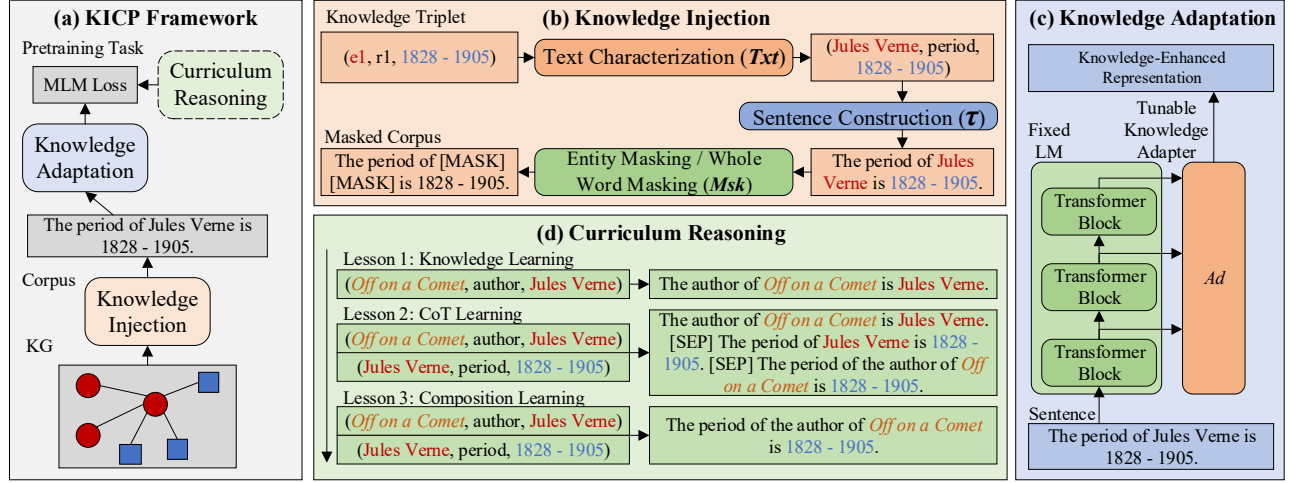 (a) KICP Framework
Pretraining Task
MLM Loss
Curriculum
Reasoning
Knowledge
Adaptation
The period of Jules Verne is
1828 - 1905.
Corpus
Knowledge
Injection
KG
(b) Knowledge Injection
Knowledge Triplet
(e1, r1, 1828 - 1905)
Text Characterization (Txt)
(Jules Verne, period,
1828 - 1905)
Sentence Construction (τ)
Masked Corpus
The period of [MASK]
[MASK] is 1828 - 1905.
Entity Masking / Whole
Word Masking (Msk)
The period of Jules
Verne is 1828 - 1905.
(d) Curriculum Reasoning
Lesson 1: Knowledge Learning
(Off on a Comet, author, Jules Verne)
The author of Off on a Comet is Jules Verne.
Lesson 2: CoT Learning
(Off on a Comet, author, Jules Verne)
(Jules Verne, period, 1828 - 1905)
The author of Off on a Comet is Jules Verne.
[SEP] The period of Jules Verne is 1828 -
1905. [SEP] The period of the author of Off
on a Comet is 1828 - 1905.
Lesson 3: Composition Learning
(Off on a Comet, author, Jules Verne)
(Jules Verne, period, 1828 - 1905)
The period of the author of Off on a Comet
is 1828 - 1905.
(c) Knowledge Adaptation
Knowledge-Enhanced
Representation
Tunable
Knowledge
Adapter
Fixed
LM
Transformer
Block
Transformer
Block
Transformer
Block
Ad
Sentence
The period of Jules Verne is
1828 - 1905.